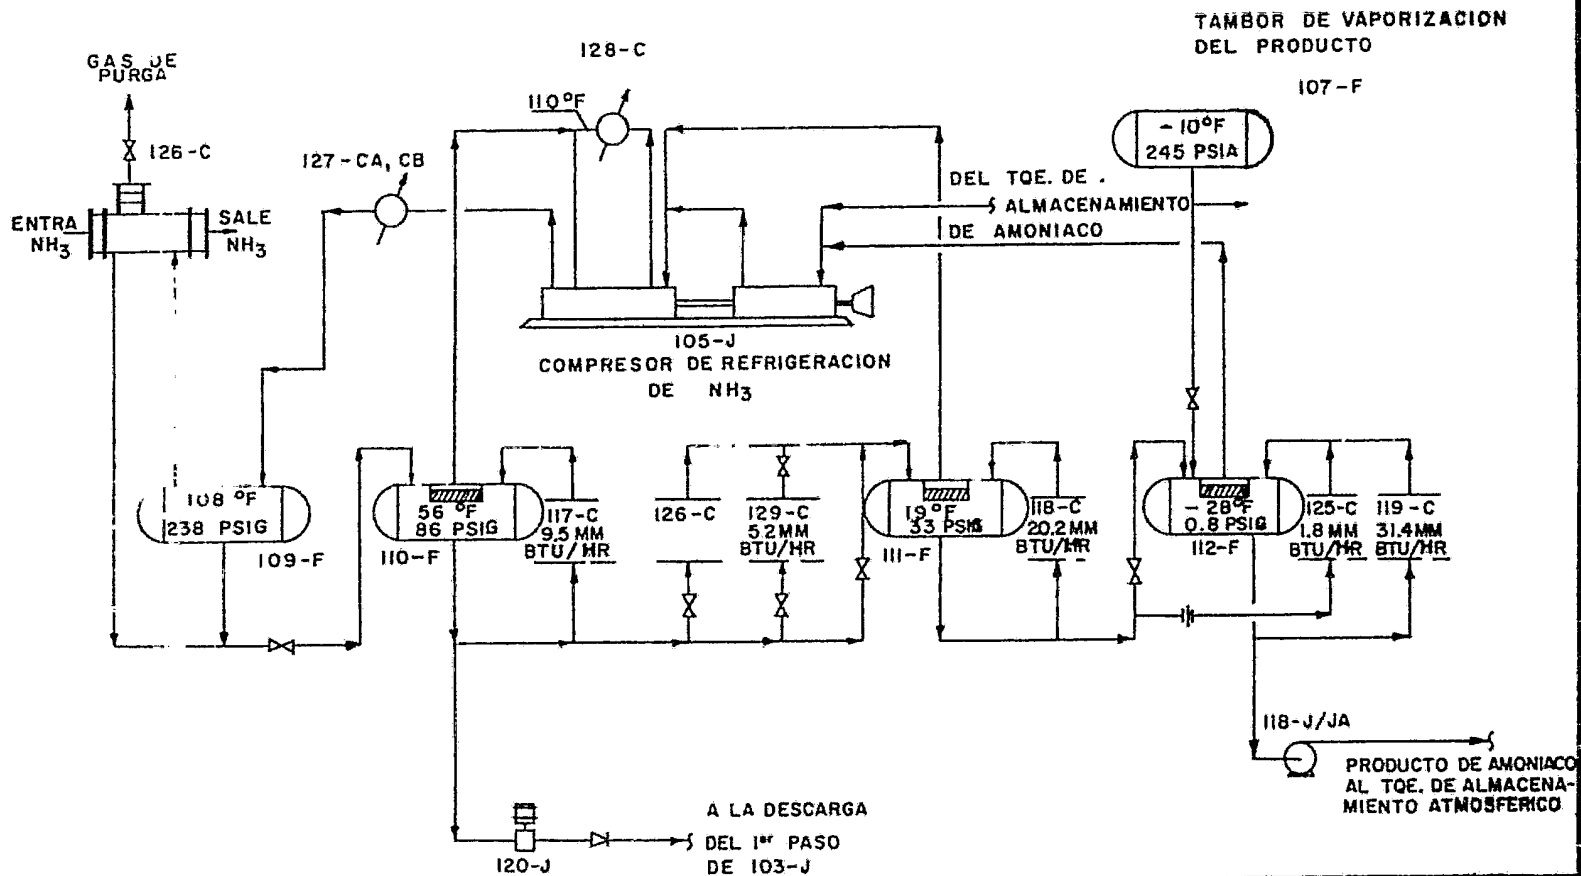 TAMBOR DE VAPORIZACION
DEL PRODUCTO
107-F
GAS DE
PURGA
126-C
ENTRA
NH3
SALE
NH3
127-CA, CB
128-C
110°F
-10°F
245 PSIA
DEL TQE. DE .
ALMACENAMIENTO
DE AMONIACO
105-J
COMPRESOR DE REFRIGERACION
DE NH3
108 °F
238 PSIG
109-F
56 °F
86 PSIG
110-F
117-C
9.5 MM
BTU/HR
126-C
129-C
5.2 MM
BTU/HR
19°F
33 PSIG
111-F
118-C
20.2 MM
BTU/HR
-28°F
0.8 PSIG
112-F
125-C
1.8 MM
BTU/HR
119-C
31.4 MM
BTU/HR
118-J/JA
PRODUCTO DE AMONIACO
AL TQE. DE ALMACENA-
MIENTO ATMOSFERICO
120-J
A LA DESCARGA
DEL 1er PASO
DE 103-J